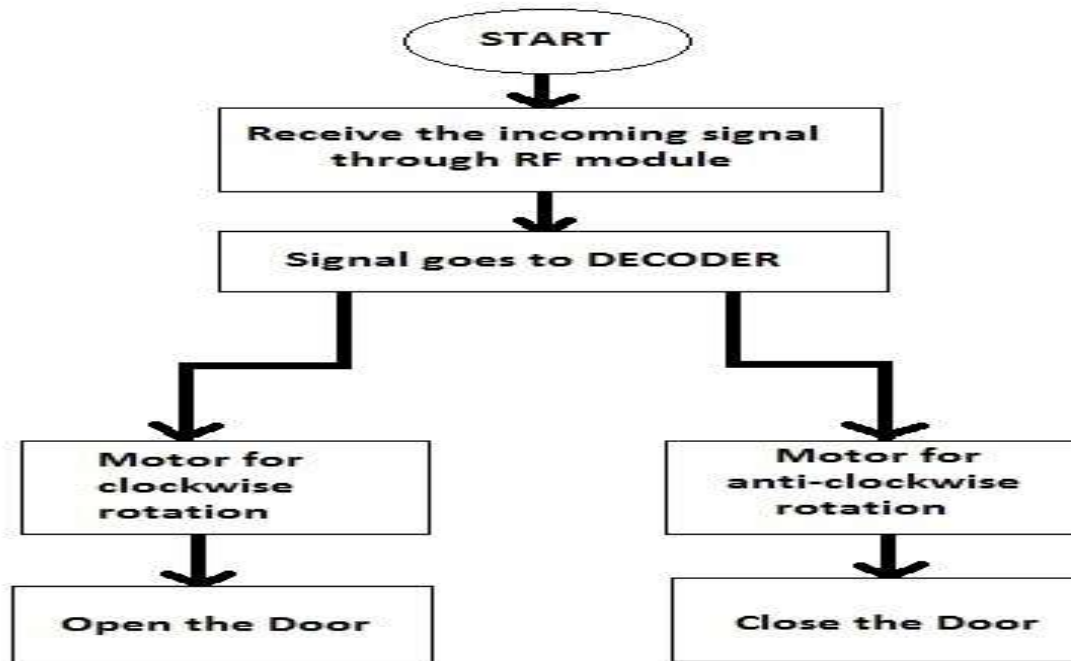 START
Receive the incoming signal
through RF module
Signal goes to DECODER
Motor for
clockwise
rotation
Motor for
anti-clockwise
rotation
Open the Door
Close the Door